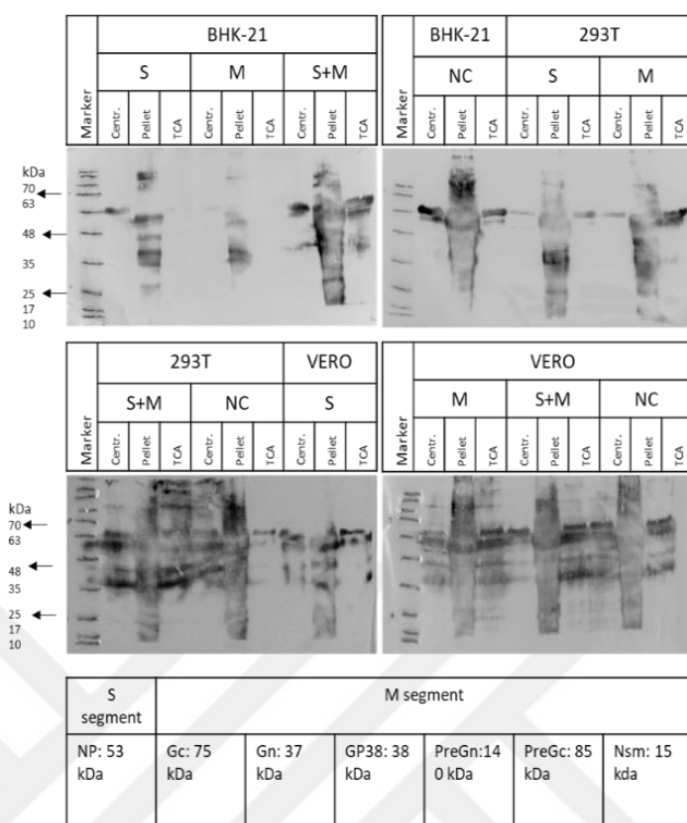 BHK-21
S M S+M
Marker Centr. Pellet TCA Centr. Pellet TCA Centr. Pellet TCA
BHK-21 293T
NC S M
Marker Centr. Pellet TCA Centr. Pellet TCA Centr. Pellet TCA
kDa
70
63
48
35
25
17
10
293T VERO
S+M NC S
Marker Centr. Pellet TCA Centr. Pellet TCA Centr. Pellet TCA
VERO
M S+M NC
Marker Centr. Pellet TCA Centr. Pellet TCA Centr. Pellet TCA
kDa
70
63
48
35
25
17
10
S
segment
M segment
NP: 53
kDa
Gc: 75
kDa
Gn: 37
kDa
GP38: 38
kDa
PreGn:14
0 kDa
PreGc: 85
kDa
Nsm: 15
kda